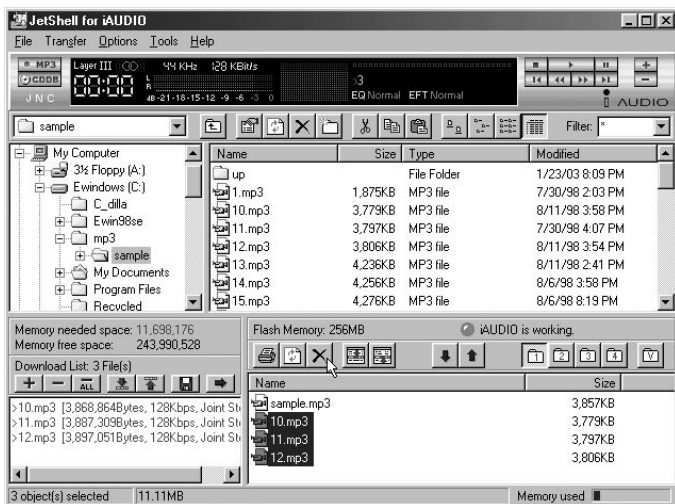 JetShell for iAUDIO
File Transfer Options Tools Help
MP3 Layer III 44 KHz 128 KBit/s
CDDB 00:00 L R
JNC dB -21-18-15-12 -9 -6 -3 0 EQ Normal EFT Normal
iAUDIO
sample Filter: *
My Computer
3½ Floppy (A:)
Ewindows (C:)
C_dilla
Ewin98se
mp3
sample
My Documents
Program Files
Recycled
Name Size Type Modified
up File Folder 1/23/03 8:09 PM
1.mp3 1,875KB MP3 file 7/30/98 2:03 PM
10.mp3 3,779KB MP3 file 8/11/98 3:58 PM
11.mp3 3,797KB MP3 file 7/30/98 4:07 PM
12.mp3 3,806KB MP3 file 8/11/98 3:54 PM
13.mp3 4,236KB MP3 file 8/11/98 2:41 PM
14.mp3 4,256KB MP3 file 8/6/98 3:58 PM
15.mp3 4,276KB MP3 file 8/6/98 8:19 PM
Memory needed space: 11,698,176
Memory free space: 243,990,528
Download List: 3 File(s)
ALL
>10.mp3 [3,868,864Bytes, 128Kbps, Joint St
>11.mp3 [3,887,309Bytes, 128Kbps, Joint St
>12.mp3 [3,897,051Bytes, 128Kbps, Joint St
Flash Memory: 256MB iAUDIO is working.
1 2 3 4 V
Name Size
sample.mp3 3,857KB
10.mp3 3,779KB
11.mp3 3,797KB
12.mp3 3,806KB
3 object(s) selected 11.11MB Memory used